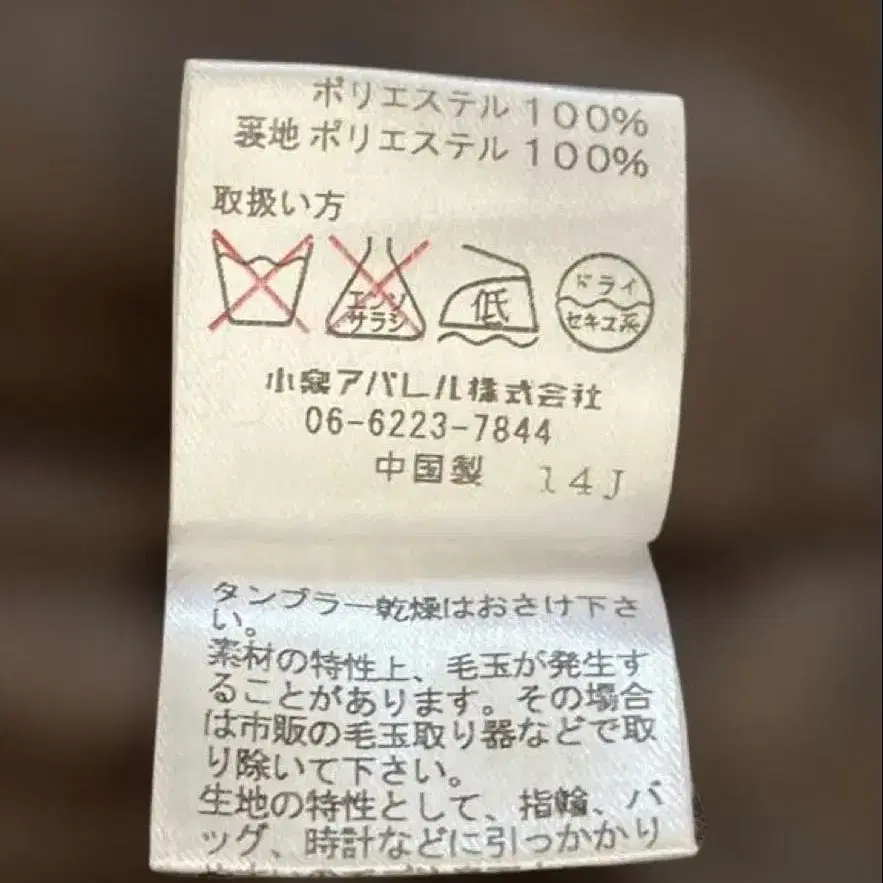 ポリエステル100%
裏地 ポリエステル100%
取扱い方
エンソ
サラシ
低
ドライ
セキユ系
小泉アパレル株式会社
06-6223-7844
中国製 14J
タンブラー乾燥はおさけ下さ
い。
素材の特性上、毛玉が発生す
ることがあります。その場合
は市販の毛玉取り器などで取
り除いて下さい。
生地の特性として、指輪、バ
ッグ、時計などに引っかかり